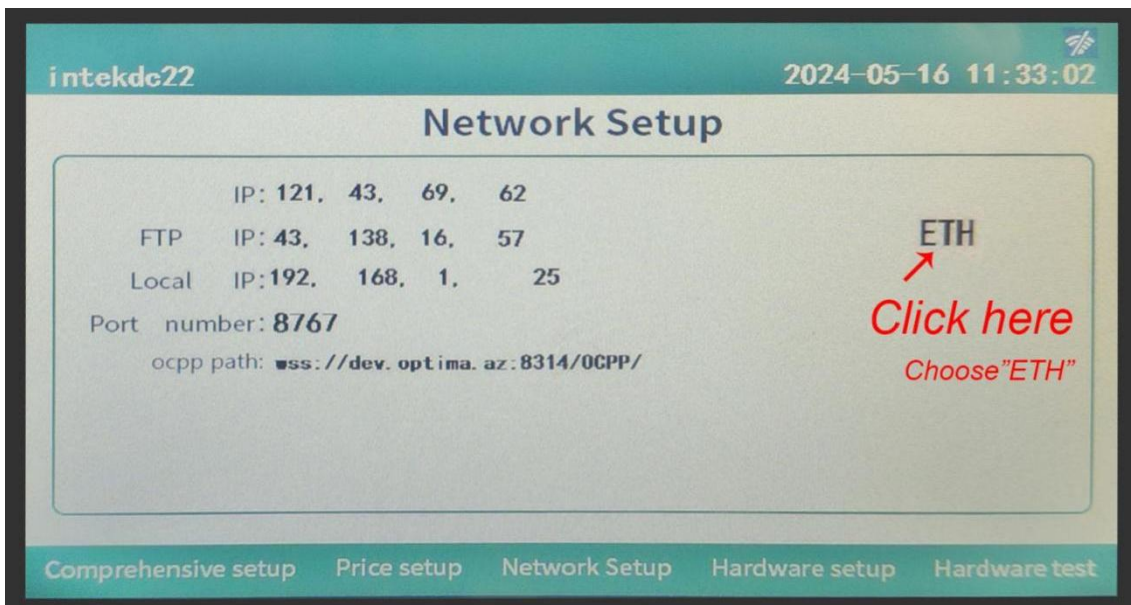 intekdc22
2024-05-16 11:33:02
Network Setup
IP: 121. 43. 69. 62
FTP IP: 43. 138. 16. 57
Local IP: 192. 168. 1. 25
Port number: 8767
ocpp path: wss://dev.optima.az:8314/OCPP/
ETH
Click here
Choose"ETH"
Comprehensive setup Price setup Network Setup Hardware setup Hardware test